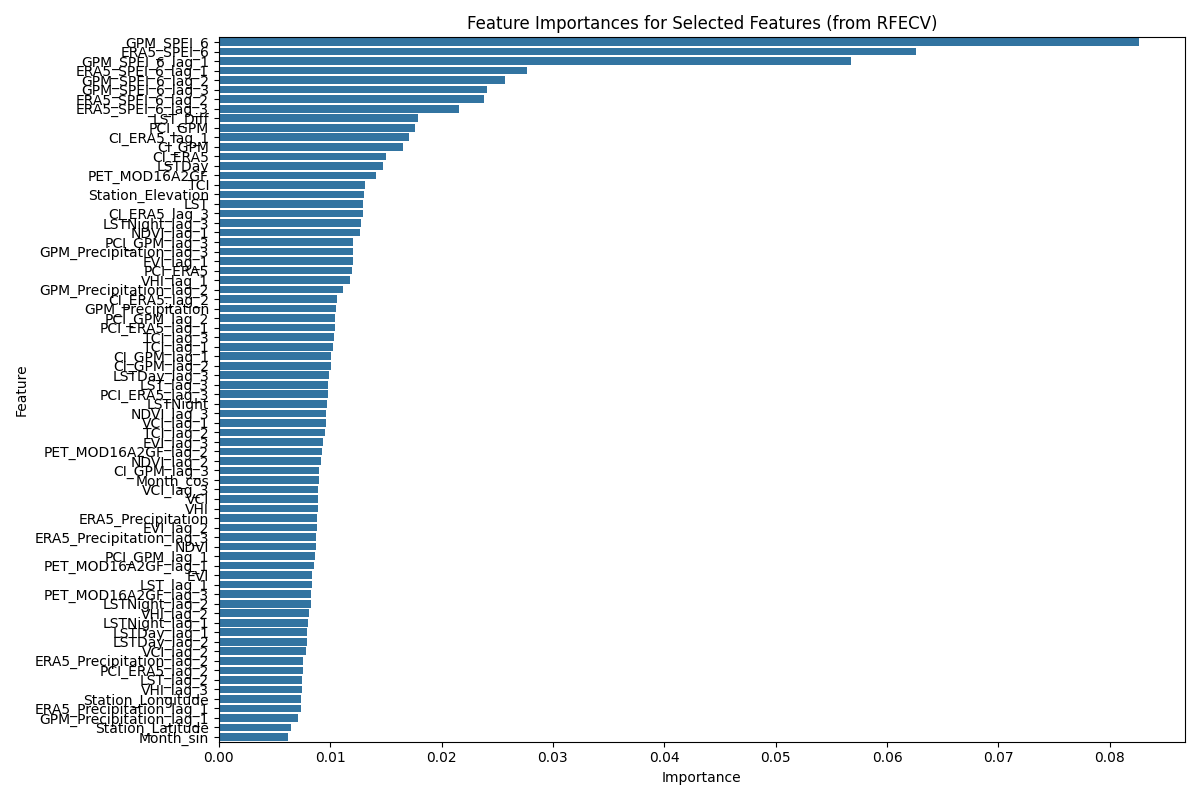 Feature Importances for Selected Features (from RFECV)
GPM_SPEI_6
ERA5_SPEI_6
GPM_SPEI_6_lag_1
ERA5_SPEI_6_lag_1
GPM_SPEI_6_lag_2
GPM_SPEI_6_lag_3
ERA5_SPEI_6_lag_2
ERA5_SPEI_6_lag_3
LST_Diff
PCI_GPM
CI_ERA5_lag_1
CI_GPM
CI_ERA5
LSTDay
PET_MOD16A2GF
TCI
Station_Elevation
LST
CI_ERA5_lag_3
LSTNight_lag_3
NDVI_lag_1
PCI_GPM_lag_3
GPM_Precipitation_lag_3
EVI_lag_1
PCI_ERA5
VHI_lag_1
GPM_Precipitation_lag_2
CI_ERA5_lag_2
GPM_Precipitation
PCI_GPM_lag_2
PCI_ERA5_lag_1
TCI_lag_3
TCI_lag_1
CI_GPM_lag_1
CI_GPM_lag_2
LSTDay_lag_3
LST_lag_3
PCI_ERA5_lag_3
LSTNight
NDVI_lag_3
VCI_lag_1
TCI_lag_2
EVI_lag_3
PET_MOD16A2GF_lag_2
NDVI_lag_2
CI_GPM_lag_3
Month_cos
VCI_lag_3
VCI
VHI
ERA5_Precipitation
EVI_lag_2
ERA5_Precipitation_lag_3
NDVI
PCI_GPM_lag_1
PET_MOD16A2GF_lag_1
EVI
LST_lag_1
PET_MOD16A2GF_lag_3
LSTNight_lag_2
VHI_lag_2
LSTNight_lag_1
LSTDay_lag_1
LSTDay_lag_2
VCI_lag_2
ERA5_Precipitation_lag_2
PCI_ERA5_lag_2
LST_lag_2
VHI_lag_3
Station_Longitude
ERA5_Precipitation_lag_1
GPM_Precipitation_lag_1
Station_Latitude
Month_sin
Feature
0.00 0.01 0.02 0.03 0.04 0.05 0.06 0.07 0.08
Importance